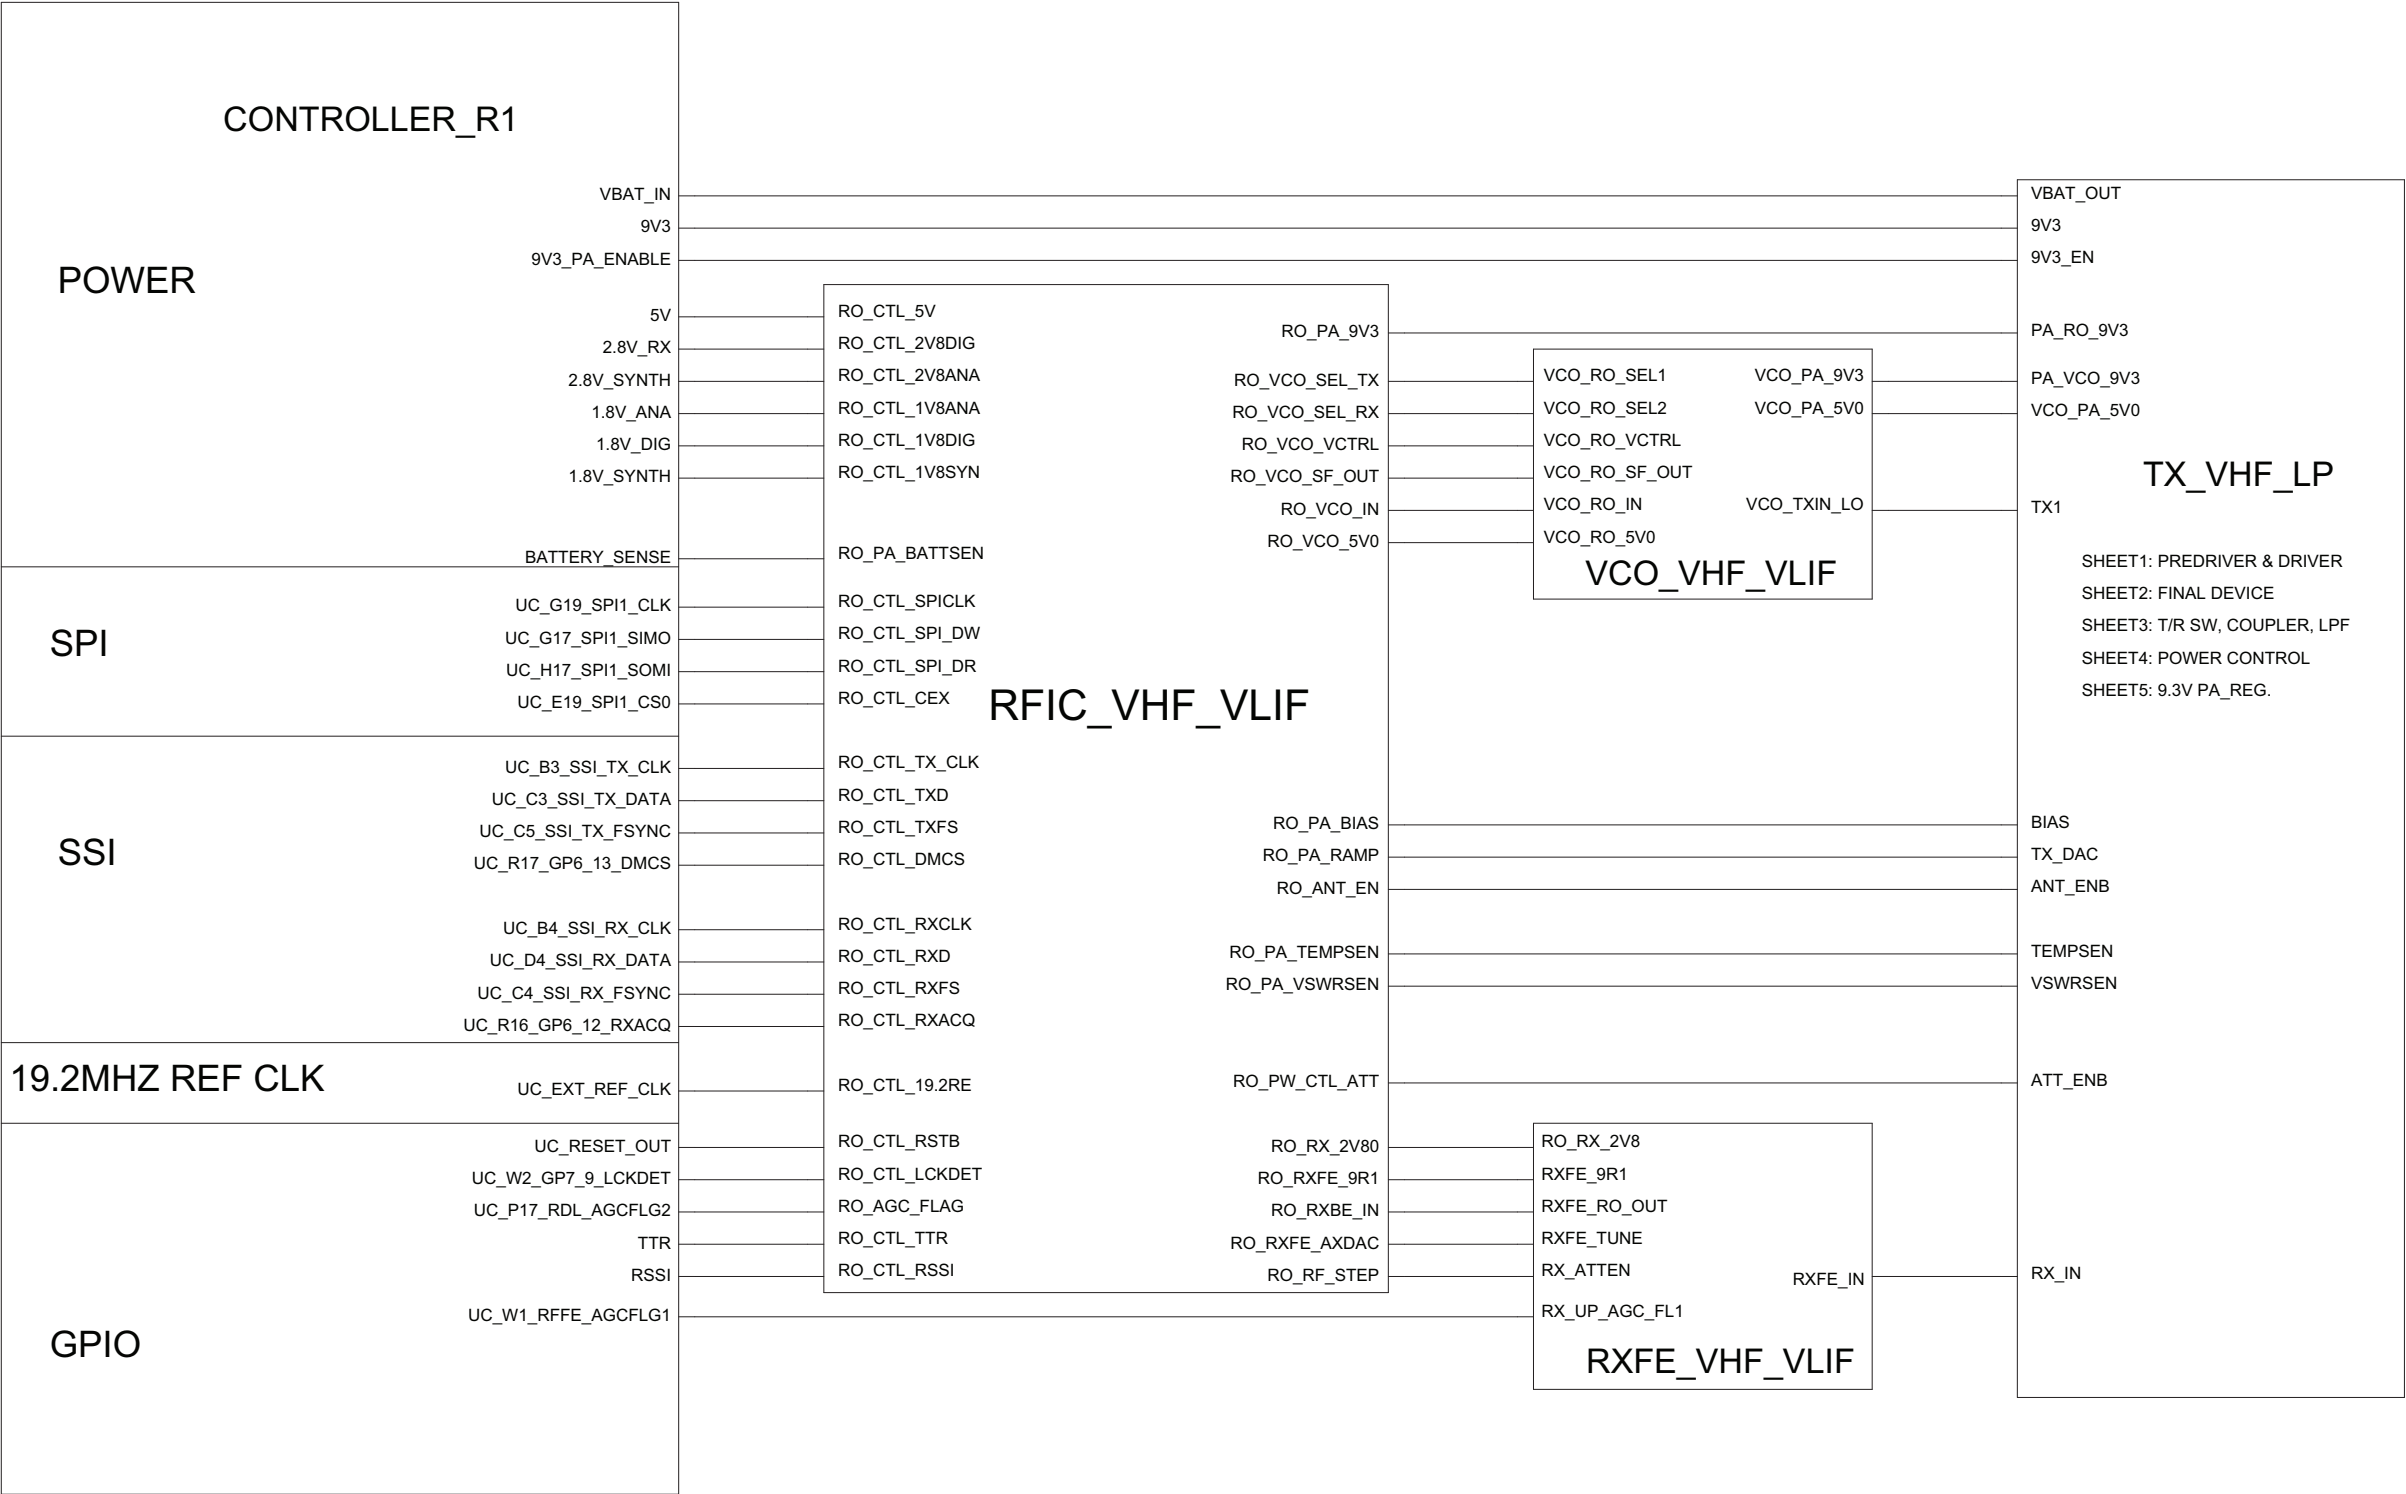 CONTROLLER_R1
POWER
VBAT_IN
9V3
9V3_PA_ENABLE
5V
2.8V_RX
2.8V_SYNTH
1.8V_ANA
1.8V_DIG
1.8V_SYNTH
BATTERY_SENSE
SPI
UC_G19_SPI1_CLK
UC_G17_SPI1_SIMO
UC_H17_SPI1_SOMI
UC_E19_SPI1_CS0
SSI
UC_B3_SSI_TX_CLK
UC_C3_SSI_TX_DATA
UC_C5_SSI_TX_FSYNC
UC_R17_GP6_13_DMCS
UC_B4_SSI_RX_CLK
UC_D4_SSI_RX_DATA
UC_C4_SSI_RX_FSYNC
UC_R16_GP6_12_RXACQ
19.2MHZ REF CLK
UC_EXT_REF_CLK
GPIO
UC_RESET_OUT
UC_W2_GP7_9_LCKDET
UC_P17_RDL_AGCFLG2
TTR
RSSI
UC_W1_RFFE_AGCFLG1
RFIC_VHF_VLIF
RO_CTL_5V
RO_CTL_2V8DIG
RO_CTL_2V8ANA
RO_CTL_1V8ANA
RO_CTL_1V8DIG
RO_CTL_1V8SYN
RO_PA_BATTSEN
RO_CTL_SPICLK
RO_CTL_SPI_DW
RO_CTL_SPI_DR
RO_CTL_CEX
RO_CTL_TX_CLK
RO_CTL_TXD
RO_CTL_TXFS
RO_CTL_DMCS
RO_CTL_RXCLK
RO_CTL_RXD
RO_CTL_RXFS
RO_CTL_RXACQ
RO_CTL_19.2RE
RO_CTL_RSTB
RO_CTL_LCKDET
RO_AGC_FLAG
RO_CTL_TTR
RO_CTL_RSSI
RO_PA_9V3
RO_VCO_SEL_TX
RO_VCO_SEL_RX
RO_VCO_VCTRL
RO_VCO_SF_OUT
RO_VCO_IN
RO_VCO_5V0
RO_PA_BIAS
RO_PA_RAMP
RO_ANT_EN
RO_PA_TEMPSEN
RO_PA_VSWRSEN
RO_PW_CTL_ATT
RO_RX_2V80
RO_RXFE_9R1
RO_RXBE_IN
RO_RXFE_AXDAC
RO_RF_STEP
VCO_RO_SEL1
VCO_RO_SEL2
VCO_RO_VCTRL
VCO_RO_SF_OUT
VCO_RO_IN
VCO_RO_5V0
VCO_PA_9V3
VCO_PA_5V0
VCO_TXIN_LO
VCO_VHF_VLIF
RO_RX_2V8
RXFE_9R1
RXFE_RO_OUT
RXFE_TUNE
RX_ATTEN
RX_UP_AGC_FL1
RXFE_IN
RXFE_VHF_VLIF
VBAT_OUT
9V3
9V3_EN
PA_RO_9V3
PA_VCO_9V3
VCO_PA_5V0
TX_VHF_LP
TX1
SHEET1: PREDRIVER & DRIVER
SHEET2: FINAL DEVICE
SHEET3: T/R SW, COUPLER, LPF
SHEET4: POWER CONTROL
SHEET5: 9.3V PA_REG.
BIAS
TX_DAC
ANT_ENB
TEMPSEN
VSWRSEN
ATT_ENB
RX_IN